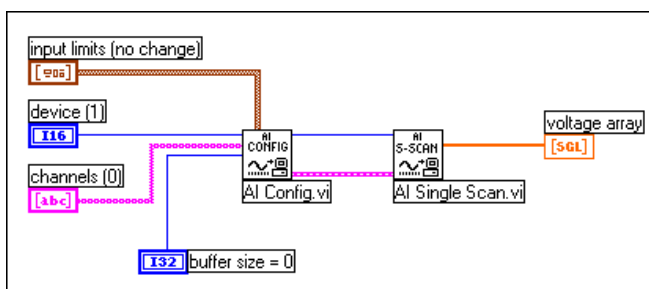 input limits (no change)
device (1)
I16
channels (0)
[abc]
AI
CONFIG
AI Config.vi
AI
S-SCAN
AI Single Scan.vi
voltage array
[SGL]
I32
buffer size = 0